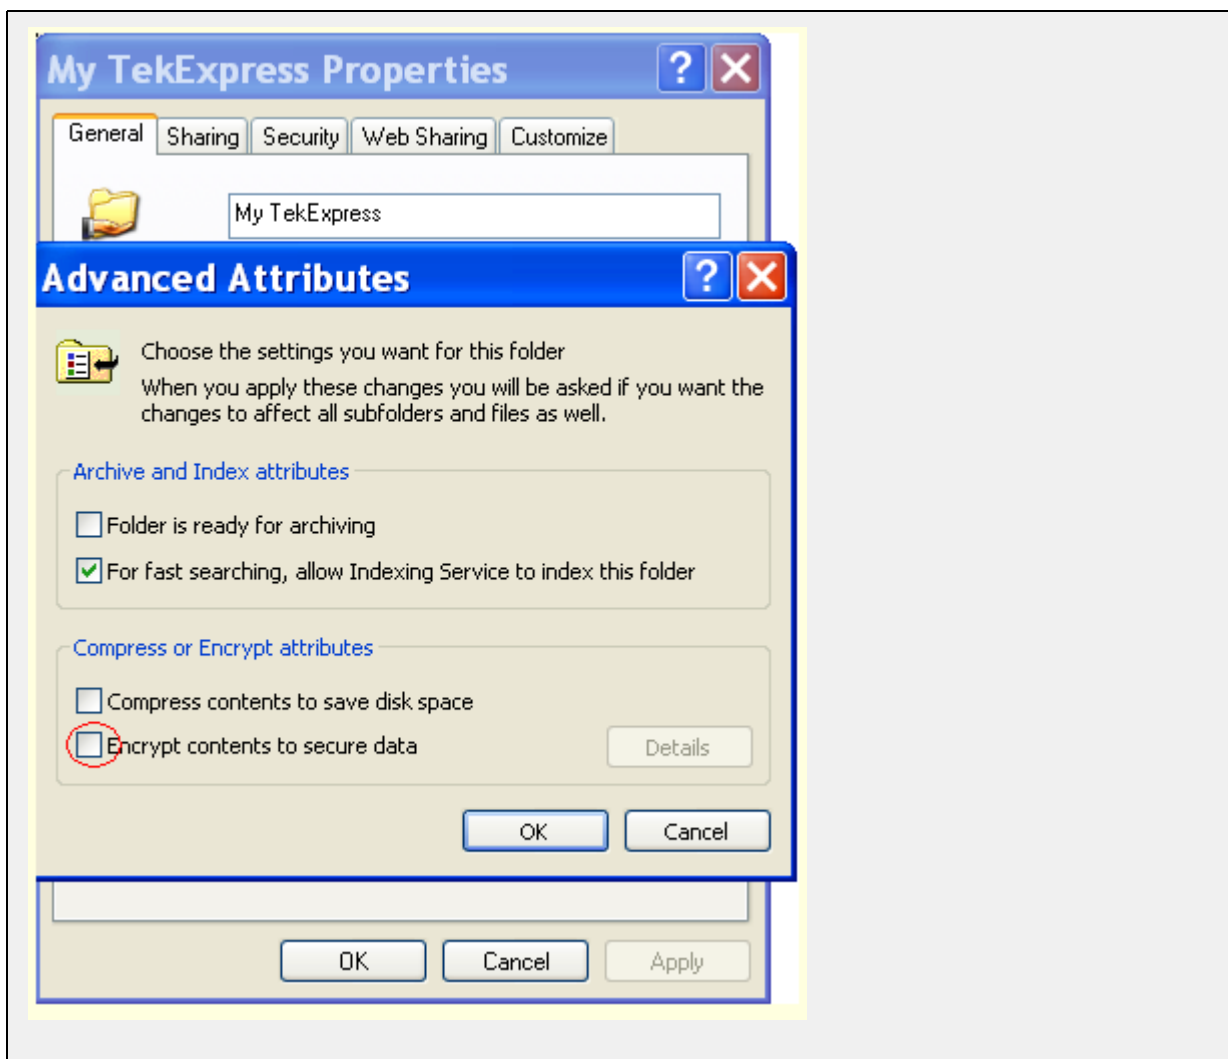 My TekExpress Properties
General Sharing Security Web Sharing Customize
My TekExpress
Advanced Attributes
Choose the settings you want for this folder
When you apply these changes you will be asked if you want the
changes to affect all subfolders and files as well.
Archive and Index attributes
Folder is ready for archiving
For fast searching, allow Indexing Service to index this folder
Compress or Encrypt attributes
Compress contents to save disk space
Encrypt contents to secure data Details
OK Cancel
OK Cancel Apply